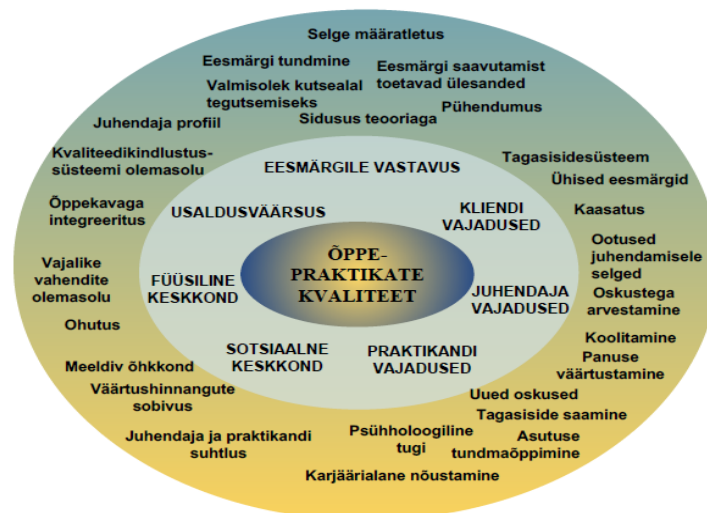 Selge määratletus
Eesmärgi tundmine
Eesmärgi saavutamist
toetavad ülesanded
Valmisolek kutsealal
tegutsemiseks
Pühendumus
Sidusus teooriaga
Juhendaja profiil
Kvaliteedikindlustus-
süsteemi olemasolu
EESMÄRGILE VASTAVUS
Tagasisidesüsteem
Ühised eesmärgid
Õppekavaga
integreeritus
USALDUSVÄÄRSUS
KLIENDI
VAJADUSED
Kaasatus
Vajalike
vahendite
olemasolu
FÜÜSILINE
KESKKOND
ÕPPE-
PRAKTIKATE
KVALITEET
JUHENDAJA
VAJADUSED
Ootused
juhendamisele
selged
Oskustega
arvestamine
Ohutus
Koolitamine
SOTSIAALNE
KESKKOND
PRAKTIKANDI
VAJADUSED
Panuse
väärtustamine
Meeldiv õhkkond
Väärtushinnangute
sobivus
Uued oskused
Tagasiside saamine
Juhendaja ja praktikandi
suhtlus
Psühholoogiline
tugi
Asutuse
tundmaõppimine
Karjäärialane nõustamine